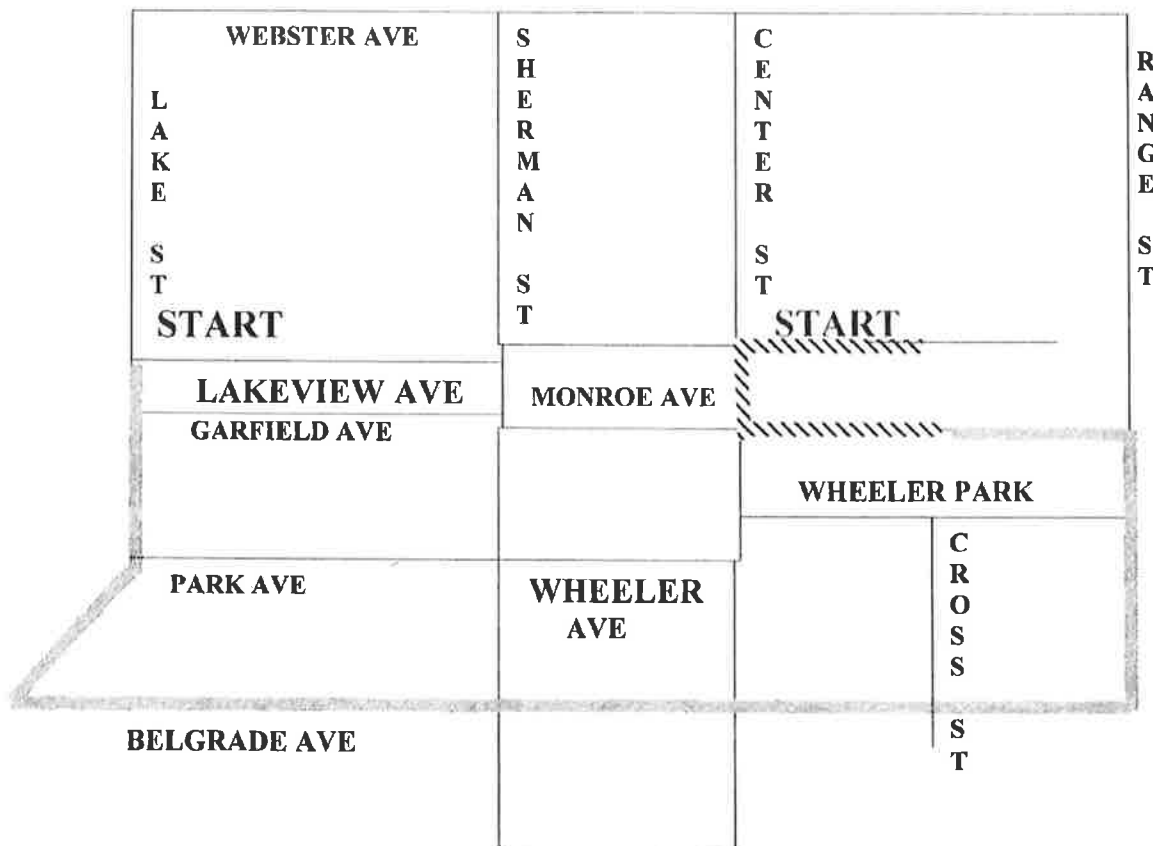 WEBSTER AVE
LAKE ST
SHERMAN ST
CENTER ST
RANGE ST
START
START
LAKEVIEW AVE
MONROE AVE
GARFIELD AVE
WHEELER PARK
PARK AVE
WHEELER
AVE
CROSS ST
BELGRADE AVE